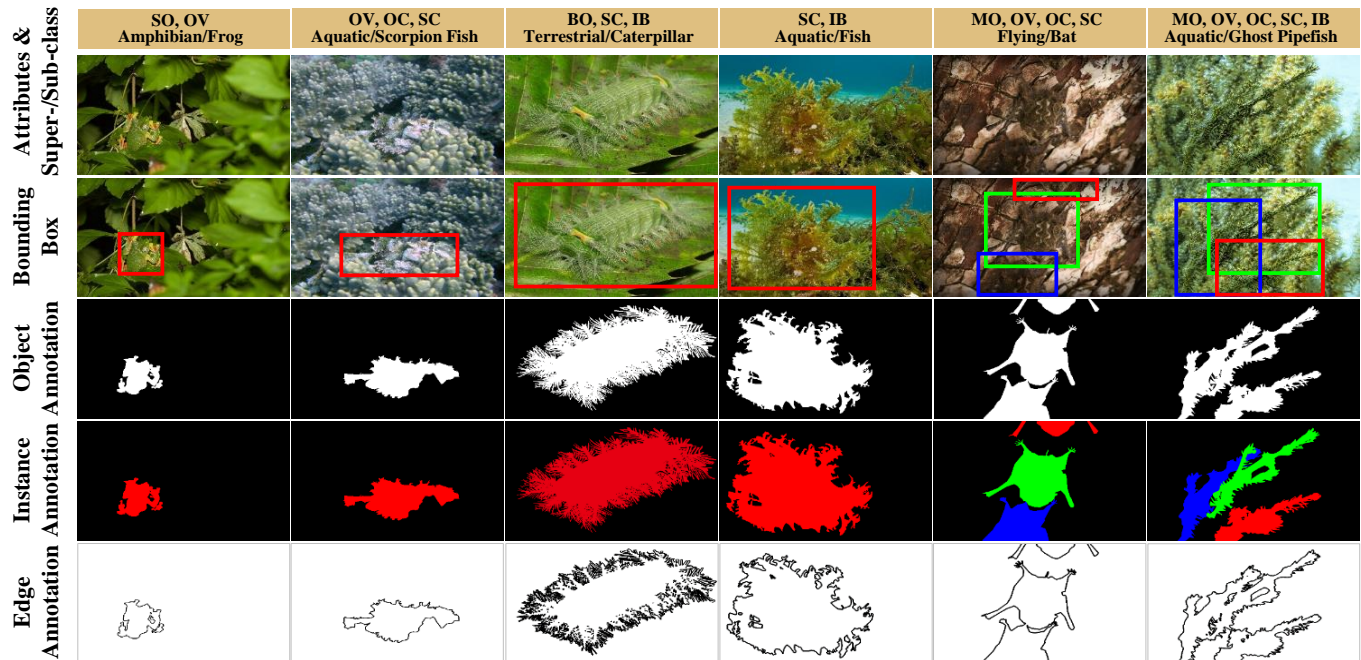 SO, OV
Amphibian/Frog
OV, OC, SC
Aquatic/Scorpion Fish
BO, SC, IB
Terrestrial/Caterpillar
SC, IB
Aquatic/Fish
MO, OV, OC, SC
Flying/Bat
MO, OV, OC, SC, IB
Aquatic/Ghost Pipefish
Attributes &
Super-/Sub-class
Bounding
Box
Object
Annotation
Instance
Annotation
Edge
Annotation